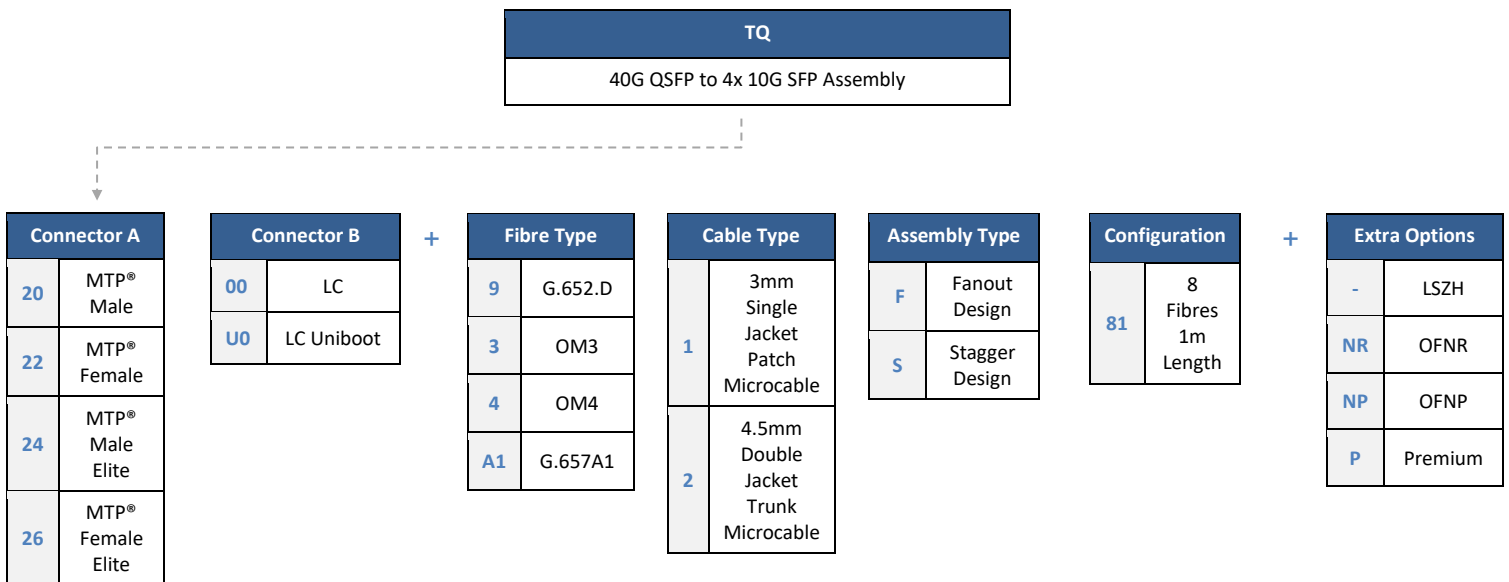 TQ
40G QSFP to 4x 10G SFP Assembly
Connector A
20
MTP®
Male
22
MTP®
Female
24
MTP®
Male
Elite
26
MTP®
Female
Elite
Connector B
00
LC
U0
LC Uniboot
+
Fibre Type
9
G.652.D
3
OM3
4
OM4
A1
G.657A1
Cable Type
1
3mm
Single
Jacket
Patch
Microcable
2
4.5mm
Double
Jacket
Trunk
Microcable
Assembly Type
F
Fanout
Design
S
Stagger
Design
Configuration
81
8
Fibres
1m
Length
+
Extra Options
-
LSZH
NR
OFNR
NP
OFNP
P
Premium